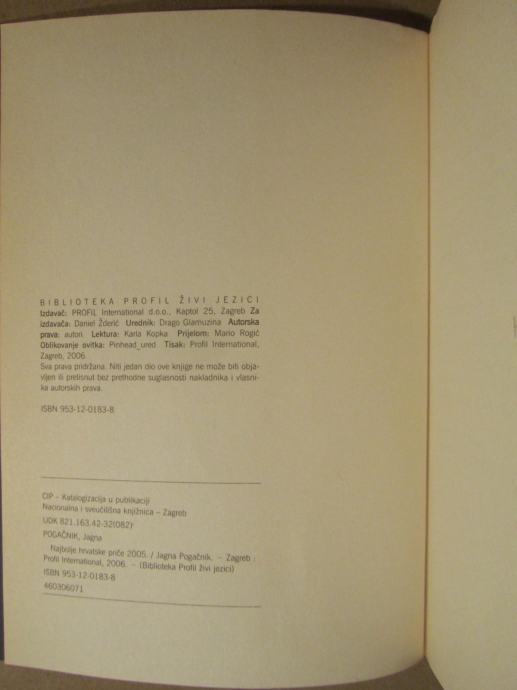 BIBLIOTEKA PROFIL ŽIVI JEZICI
Izdavač: PROFIL International d.o.o., Kaptol 25, Zagreb Za
izdavača: Daniel Žderić Urednik: Drago Glamuzina Autorska
prava: autori Lektura: Karla Kopka Prijelom: Mario Rogić
Oblikovanje ovitka: Pinhead_ured Tisak: Profil International,
Zagreb, 2006.
Sva prava pridržana. Niti jedan dio ove knjige ne može biti obja-
vljen ili pretisnut bez prethodne suglasnosti nakladnika i vlasni-
ka autorskih prava.
ISBN 953-12-0183-8
CIP – Katalogizacija u publikaciji
Nacionalna i sveučilišna knjižnica – Zagreb
UDK 821.163.42-32(082)
POGAČNIK, Jagna
Najbolje hrvatske priče 2005. / Jagna Pogačnik. – Zagreb :
Profil International, 2006. – (Biblioteka Profil živi jezici)
ISBN 953-12-0183-8
460306071